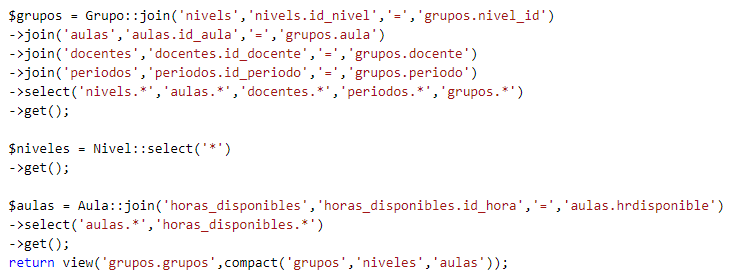 $grupos = Grupo::join('nivels','nivels.id_nivel','=','grupos.nivel_id')
->join('aulas','aulas.id_aula','=','grupos.aula')
->join('docentes','docentes.id_docente','=','grupos.docente')
->join('periodos','periodos.id_periodo','=','grupos.periodo')
->select('nivels.*','aulas.*','docentes.*','periodos.*','grupos.*')
->get();
$niveles = Nivel::select('*')
->get();
$aulas = Aula::join('horas_disponibles','horas_disponibles.id_hora','=','aulas.hrdisponible')
->select('aulas.*','horas_disponibles.*')
->get();
return view('grupos.grupos',compact('grupos','niveles','aulas'));